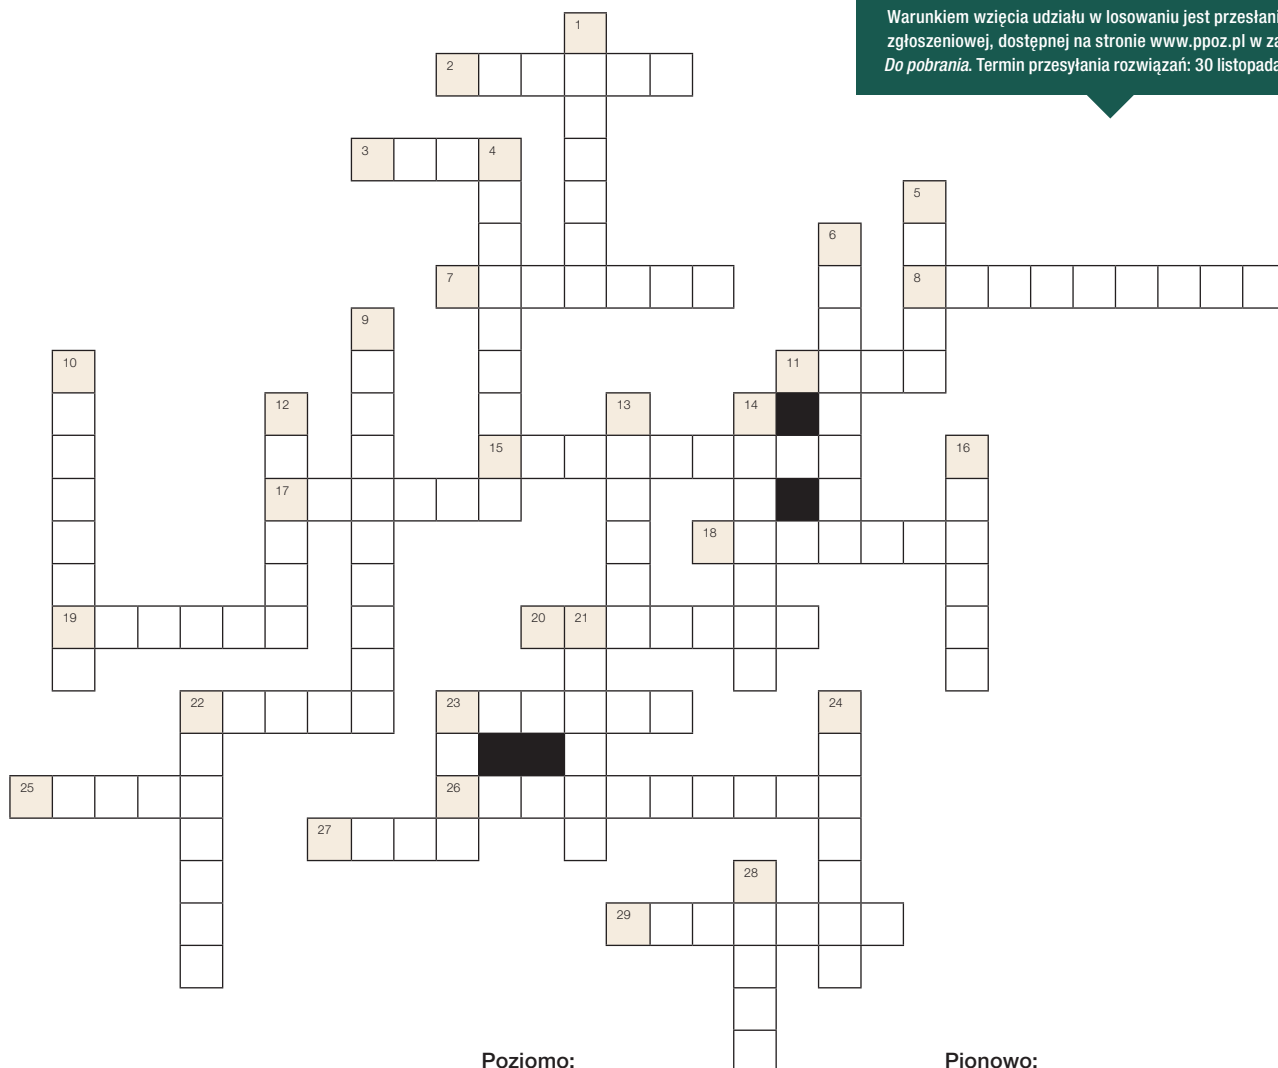 Warunkiem wzięcia udziału w losowaniu jest
zgłoszeniowej, dostępnej na stronie www.ppoz.pl w
Do pobrania. Termin przesyłania rozwiązań: 30 listopada
1
2
3 4
5
6
7 8
9
10 11
12 13 14
15 16
17
18
19 20 21
22 23 24
25 26
27
28
29
Poziomo: Pionowo: